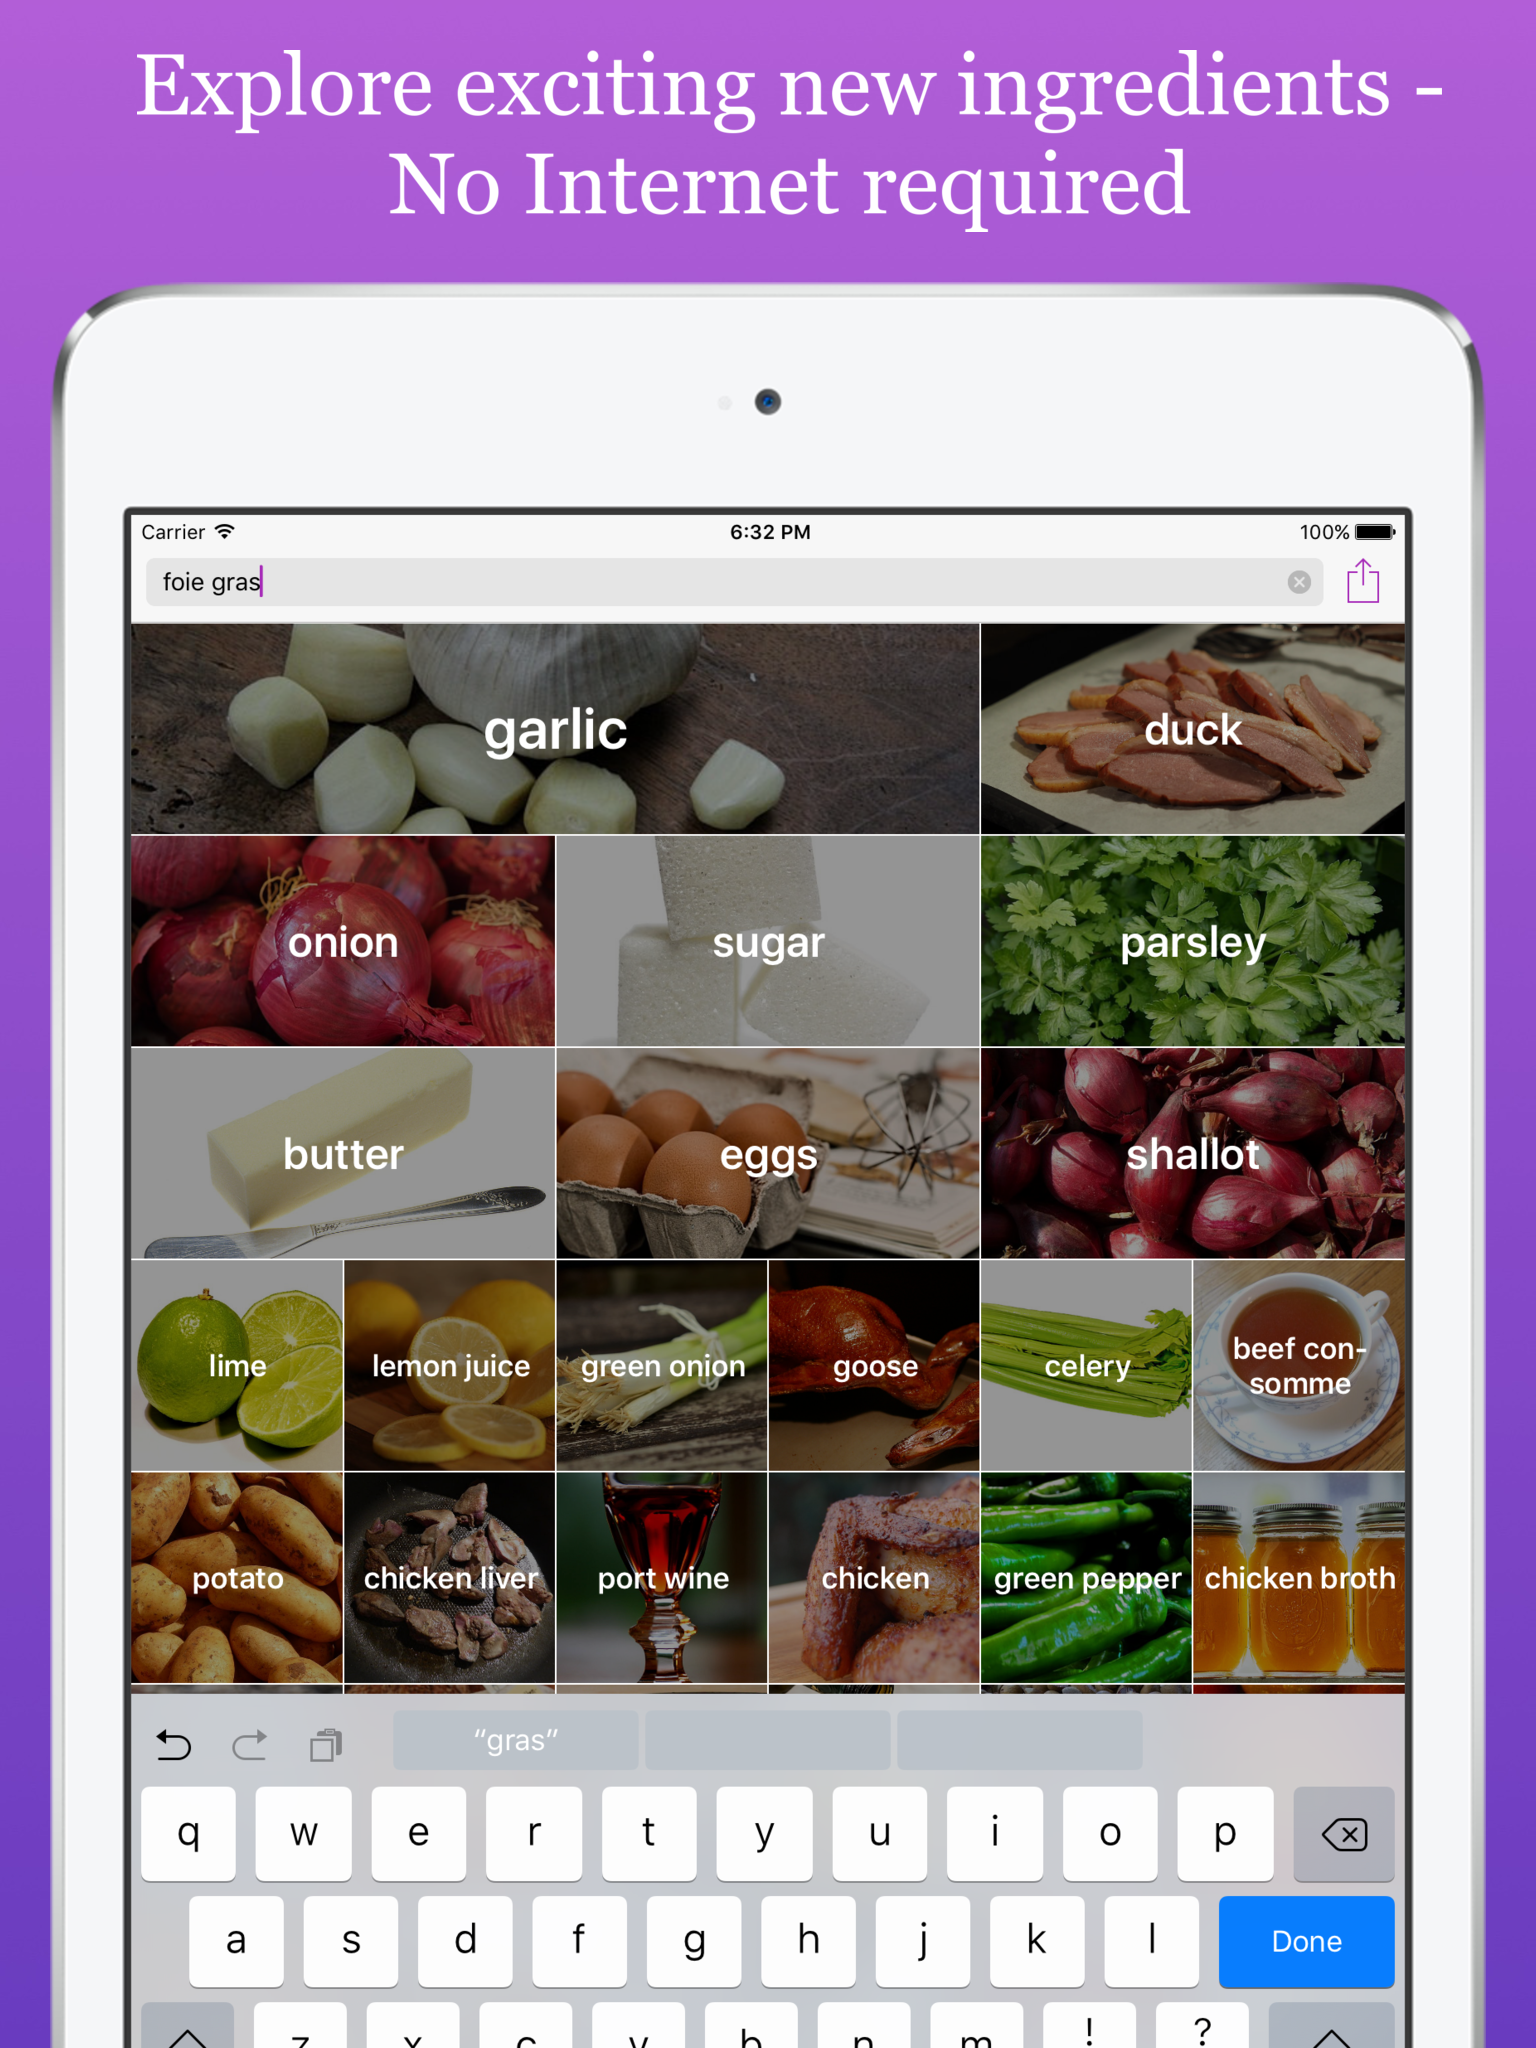 Explore exciting new ingredients -
No Internet required
Carrier 6:32 PM 100%
foie gras
garlic duck
onion sugar parsley
butter eggs shallot
lime lemon juice green onion goose celery beef con-
somme
potato chicken liver port wine chicken green pepper chicken broth
“gras”
q w e r t y u i o p
a s d f g h j k l Done
z x c v b n m ! ?